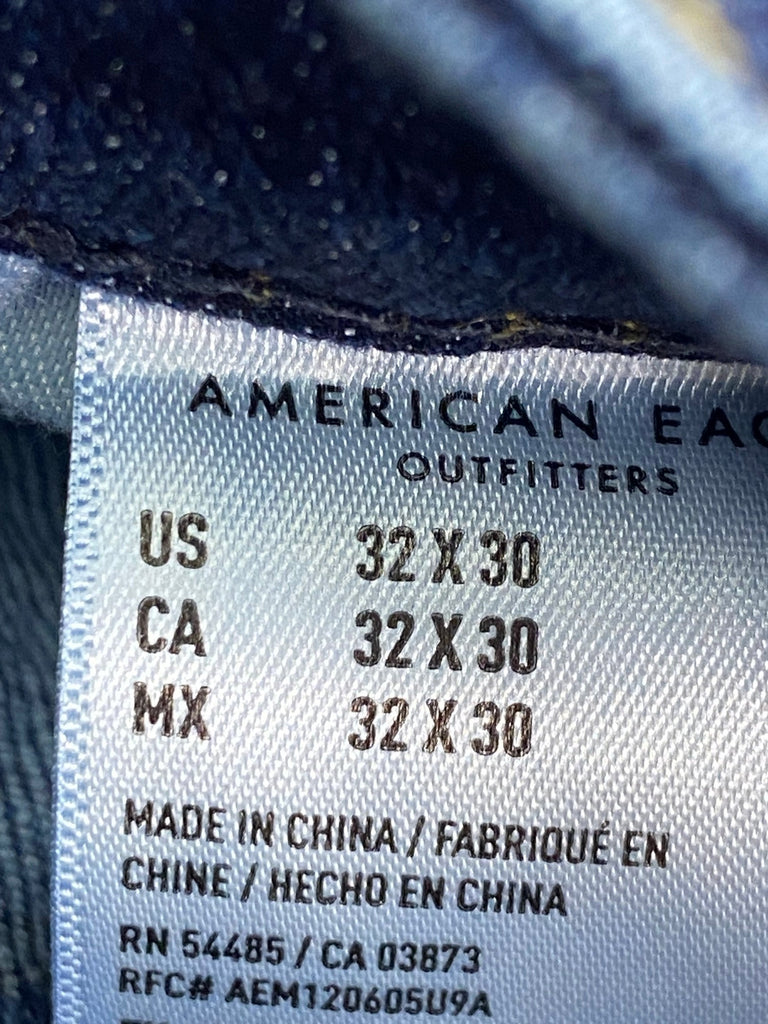 AMERICAN EAG
OUTFITTERS
US 32 X 30
CA 32 X 30
MX 32 X 30
MADE IN CHINA / FABRIQUÉ EN
CHINE / HECHO EN CHINA
RN 54485 / CA 03873
RFC# AEM120605U9A